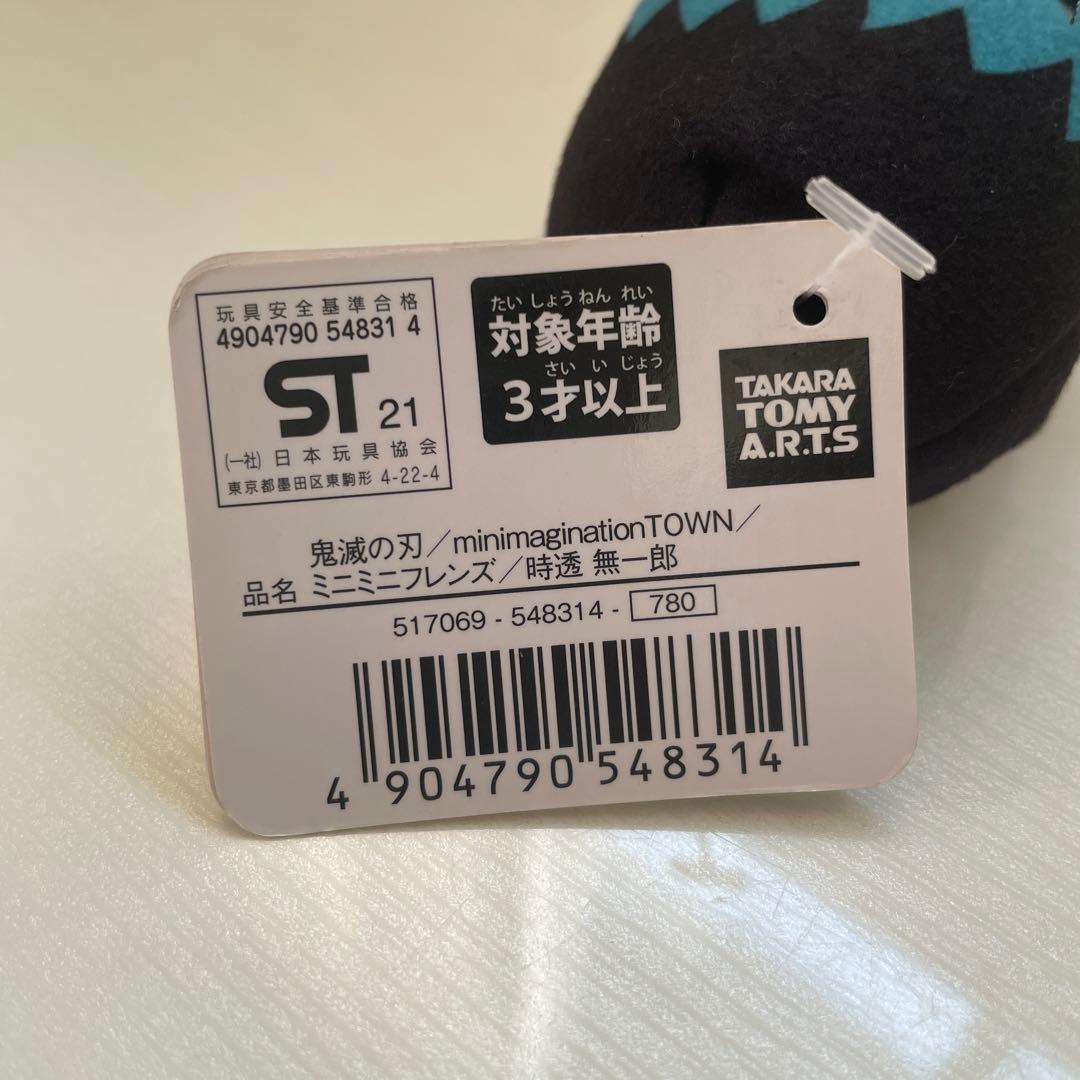 玩具安全基準合格
4904790 54831 4
ST 21
(一社) 日本玩具協会
東京都墨田区東駒形 4-22-4
たいしょうねんれい
対象年齢
さいいじょう
3才以上
TAKARA
TOMY
A.R.T.S
鬼滅の刃/minimaginationTOWN/
品名 ミニミニフレンズ/時透 無一郎
517069 - 548314 - 780
4 904790 548314